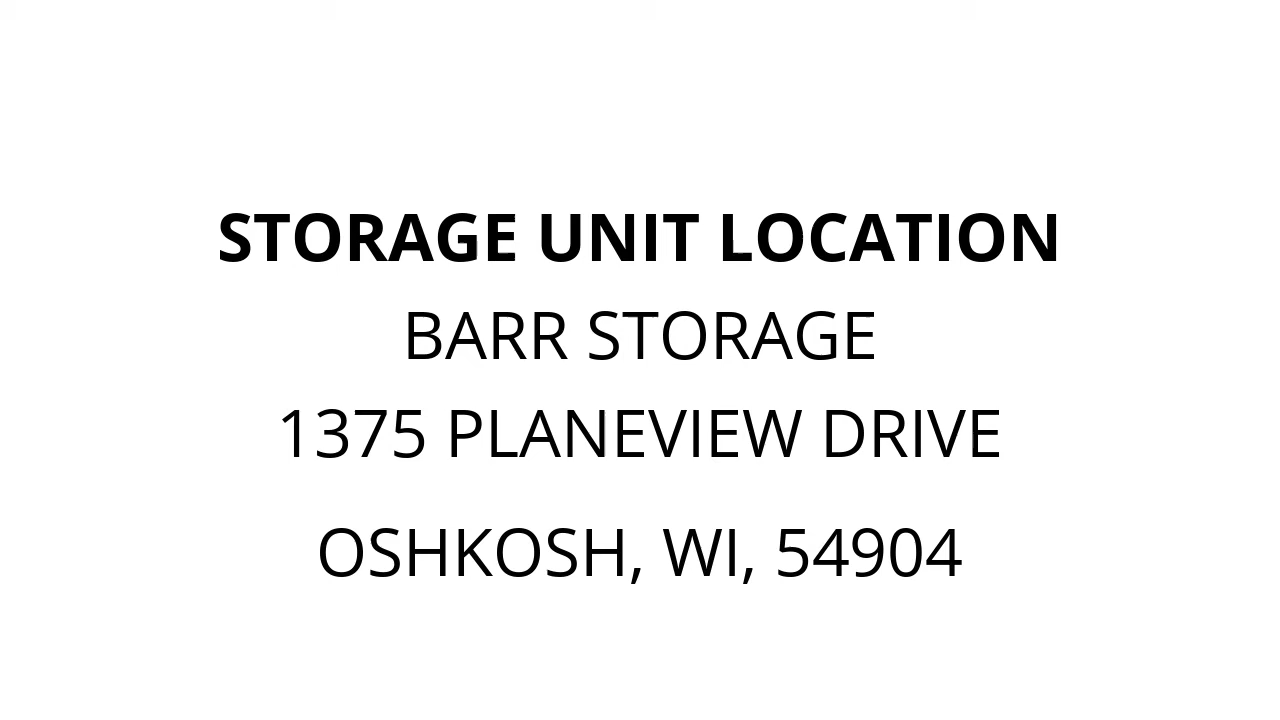 STORAGE UNIT LOCATION
BARR STORAGE
1375 PLANEVIEW DRIVE
OSHKOSH, WI, 54904